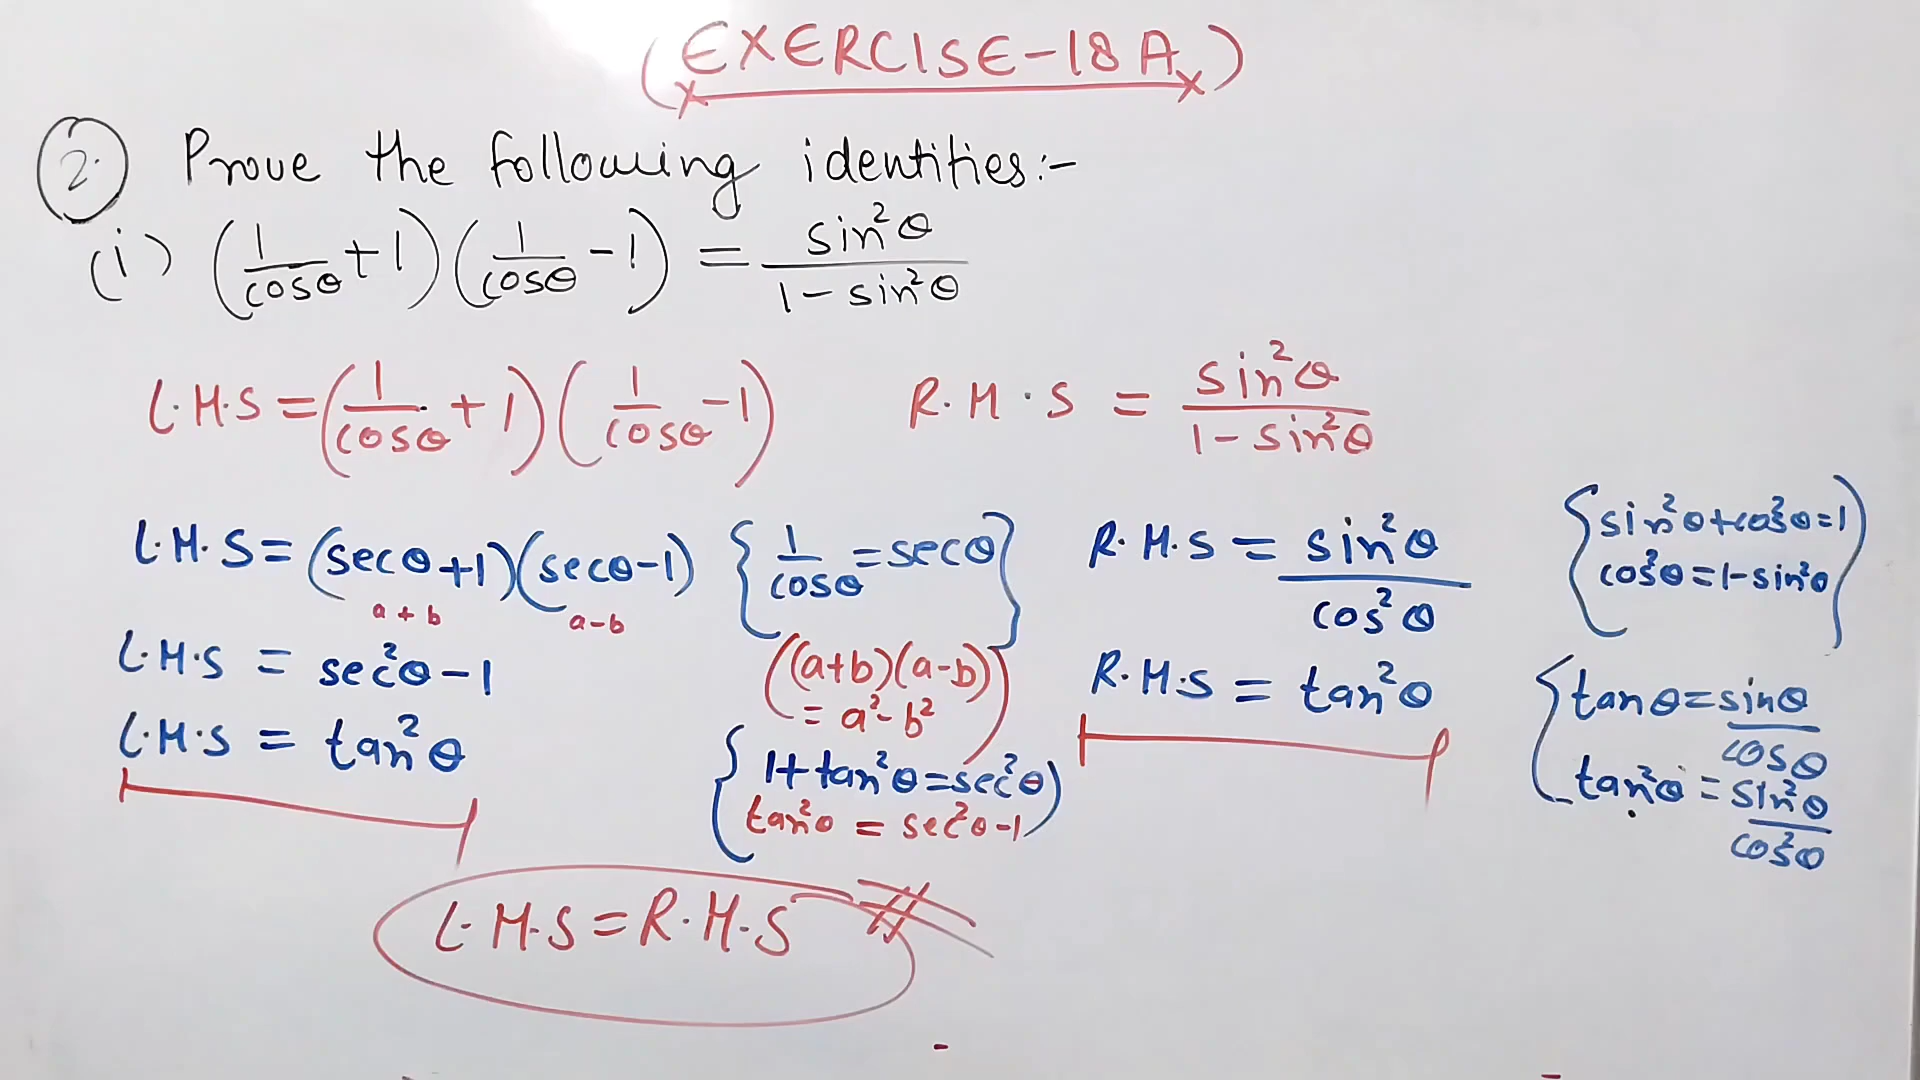 (EXERCISE-18A)
2. Prove the following identities:-
(i) (1/cosθ + 1)(1/cosθ - 1) = sin²θ/1-sin²θ
L.H.S = (1/cosθ + 1)(1/cosθ - 1)
R.H.S = sin²θ/1-sin²θ
L.H.S = (secθ+1)(secθ-1) {1/cosθ = secθ}
a+b a-b
L.H.S = sec²θ-1 ((a+b)(a-b)
= a²-b²)
L.H.S = tan²θ {1+tan²θ=sec²θ
tan²θ = sec²θ-1}
R.H.S = sin²θ/cos²θ {sin²θ+cos²θ=1
cos²θ=1-sin²θ}
R.H.S = tan²θ {tanθ=sinθ/cosθ
tan²θ=sin²θ/cos²θ
L.H.S=R.H.S